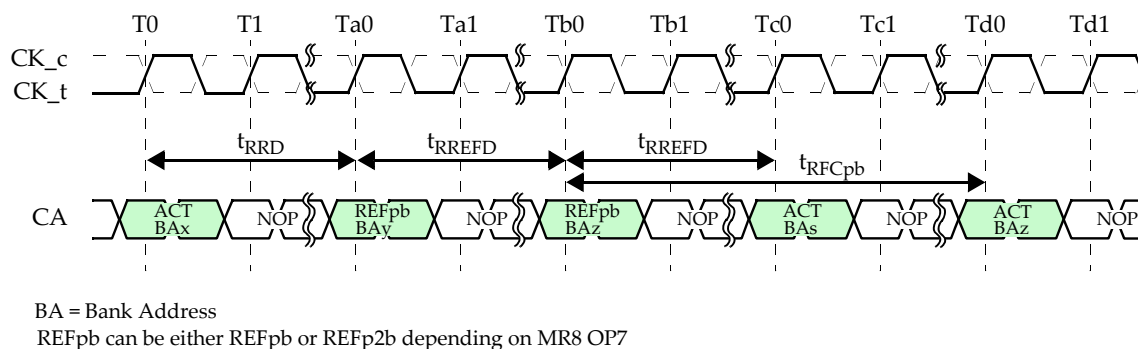 T0 T1 Ta0 Ta1 Tb0 Tb1 Tc0 Tc1 Td0 Td1
CK_c
CK_t
tRRD tRREFD tRREFD
tRFCpb
CA ACT BAx NOP REFpb BAy NOP REFpb BAz NOP ACT BAs NOP ACT BAz NOP
BA = Bank Address
REFpb can be either REFpb or REFp2b depending on MR8 OP7